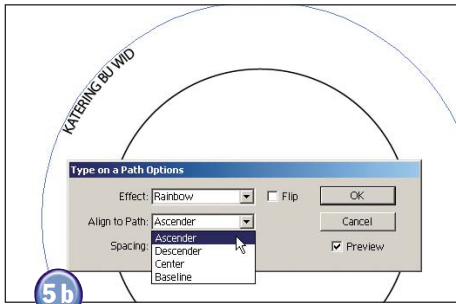 KATERING BU WID
Type on a Path Options
Effect: Rainbow Flip OK
Align to Path: Ascender Cancel
Spacing: Ascender Preview
Descender
Center
Baseline
5b